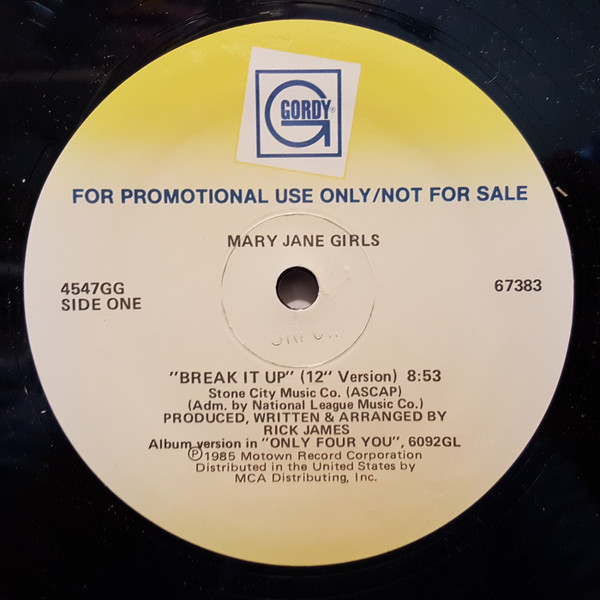 GORDY®
FOR PROMOTIONAL USE ONLY/NOT FOR SALE
MARY JANE GIRLS
4547GG
SIDE ONE
67383
"BREAK IT UP" (12" Version) 8:53
Stone City Music Co. (ASCAP)
(Adm. by National League Music Co.)
PRODUCED, WRITTEN & ARRANGED BY
RICK JAMES
Album version in "ONLY FOUR YOU", 6092GL
℗1985 Motown Record Corporation
Distributed in the United States by
MCA Distributing, Inc.